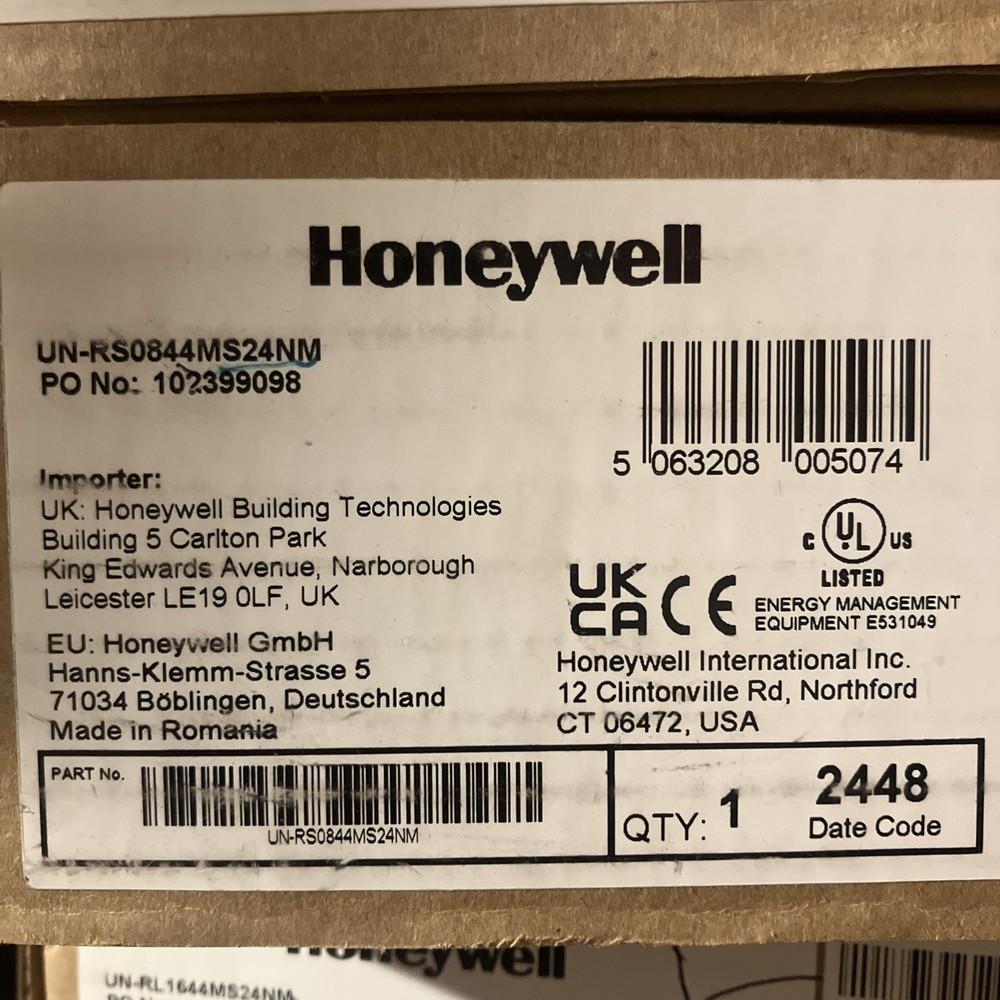 Honeywell
UN-RS0844MS24NM
PO No: 102399098
5 063208 005074
Importer:
UK: Honeywell Building Technologies
Building 5 Carlton Park
King Edwards Avenue, Narborough
Leicester LE19 0LF, UK
EU: Honeywell GmbH
Hanns-Klemm-Strasse 5
71034 Böblingen, Deutschland
Made in Romania
C UL US
LISTED
UK
CA CE
ENERGY MANAGEMENT
EQUIPMENT E531049
Honeywell International Inc.
12 Clintonville Rd, Northford
CT 06472, USA
PART No.
UN-RS0844MS24NM
QTY: 1
2448
Date Code
Honeywell
UN-RL1644MS24NM